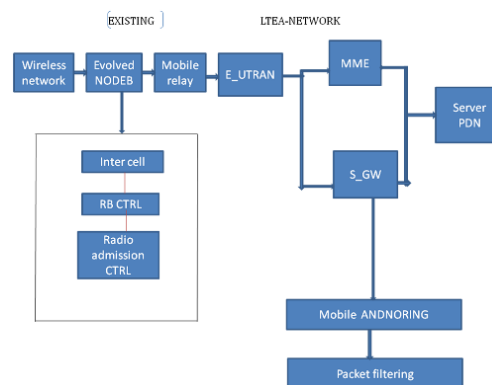 [EXISTING]
LTEA-NETWORK
Wireless
network
Evolved
NODEB
Mobile
relay
E_UTRAN
MME
Server
PDN
S_GW
Inter cell
RB CTRL
Radio
admission
CTRL
Mobile ANDNORING
Packet filtering